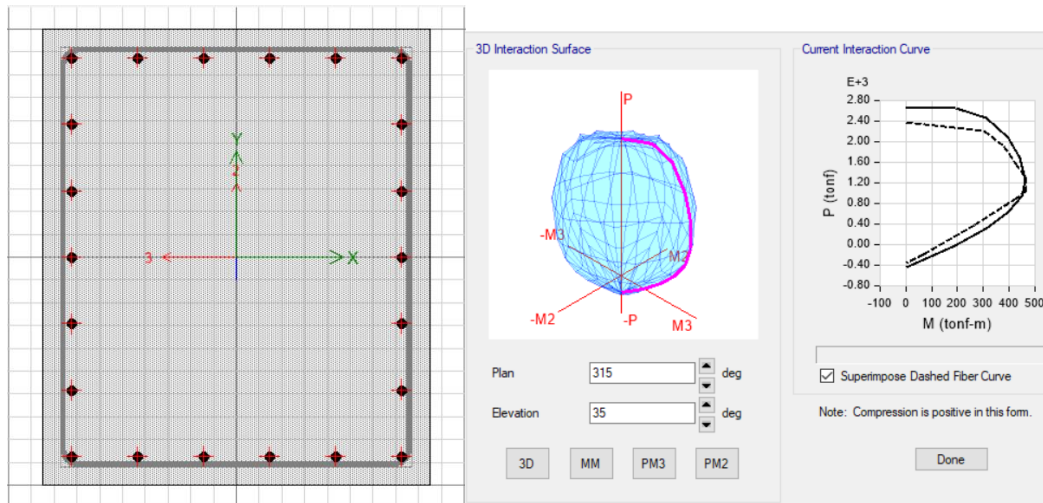 Y
2
3
X
3D Interaction Surface
P
-M3
M2
-M2
-P
M3
Plan
315
deg
Elevation
35
deg
3D
MM
PM3
PM2
Current Interaction Curve
E+3
2.80
2.40
2.00
1.60
1.20
0.80
0.40
0.00
-0.40
-0.80
P (tonf)
-100 0 100 200 300 400 500
M (tonf-m)
Superimpose Dashed Fiber Curve
Note: Compression is positive in this form.
Done